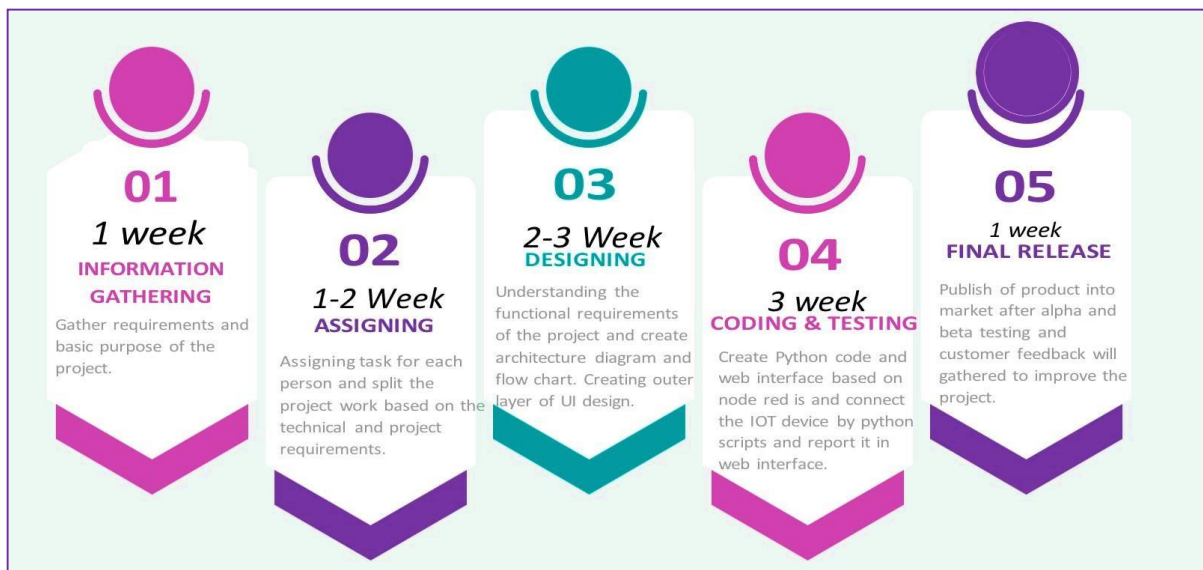 01
1 week
INFORMATION
GATHERING
Gather requirements and
basic purpose of the
project.
02
1-2 Week
ASSIGNING
Assigning task for each
person and split the
project work based on the
technical and project
requirements.
03
2-3 Week
DESIGNING
Understanding the
functional requirements
of the project and create
architecture diagram and
flow chart. Creating outer
layer of UI design.
04
3 week
CODING & TESTING
Create Python code and
web interface based on
node red is and connect
the IOT device by python
scripts and report it in
web interface.
05
1 week
FINAL RELEASE
Publish of product into
market after alpha and
beta testing and
customer feedback will
gathered to improve the
project.